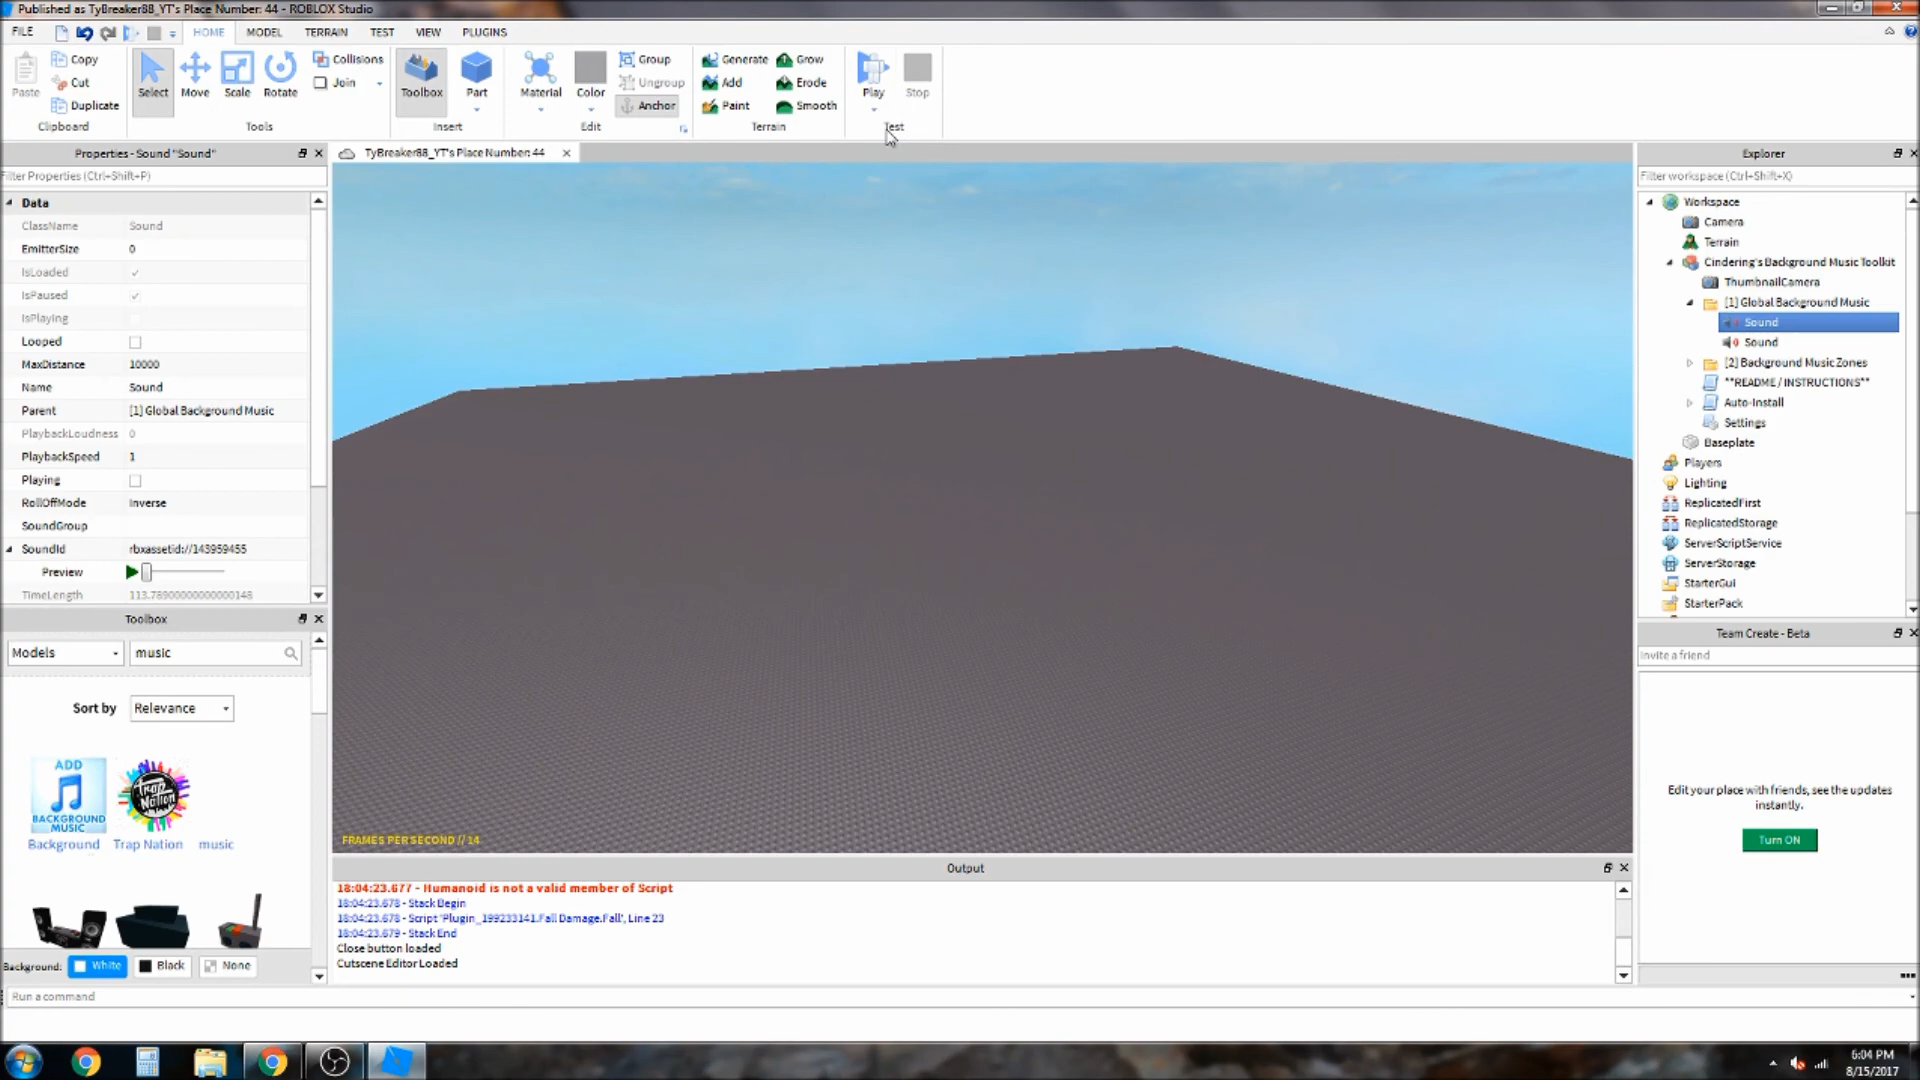 Published as TyBreaker88_YT's Place Number: 44 - ROBLOX Studio
FILE HOME MODEL TERRAIN TEST VIEW PLUGINS
Paste Copy Cut Duplicate Clipboard
Select Move Scale Rotate Collisions Join Tools
Toolbox Part Insert
Material Color Group Ungroup Anchor Edit
Generate Add Paint Grow Erode Smooth Terrain
Play Stop Test
Properties - Sound "Sound"
Filter Properties (Ctrl+Shift+P)
Data
ClassName Sound
EmitterSize 0
IsLoaded
IsPaused
IsPlaying
Looped
MaxDistance 10000
Name Sound
Parent [1] Global Background Music
PlaybackLoudness 0
PlaybackSpeed 1
Playing
RollOffMode Inverse
SoundGroup
SoundId rbxassetid://143959455
Preview
TimeLength 113.78900000000000148
Toolbox
Models music
Sort by Relevance
ADD BACKGROUND MUSIC
Trap Nation
Background Trap Nation music
Background: White Black None
Run a command
TyBreaker88_YT's Place Number: 44
FRAMES PER SECOND // 14
Output
18:04:23.677 - Humanoid is not a valid member of Script
18:04:23.678 - Stack Begin
18:04:23.678 - Script 'Plugin_199233141.Fall Damage.Fall', Line 23
18:04:23.679 - Stack End
Close button loaded
Cutscene Editor Loaded
Explorer
Filter workspace (Ctrl+Shift+X)
Workspace
Camera
Terrain
Cindering's Background Music Toolkit
ThumbnailCamera
[1] Global Background Music
Sound
Sound
[2] Background Music Zones
**README / INSTRUCTIONS**
Auto-Install
Settings
Baseplate
Players
Lighting
ReplicatedFirst
ReplicatedStorage
ServerScriptService
ServerStorage
StarterGui
StarterPack
Team Create - Beta
Invite a friend
Edit your place with friends, see the updates
instantly.
Turn ON
6:04 PM
8/15/2017